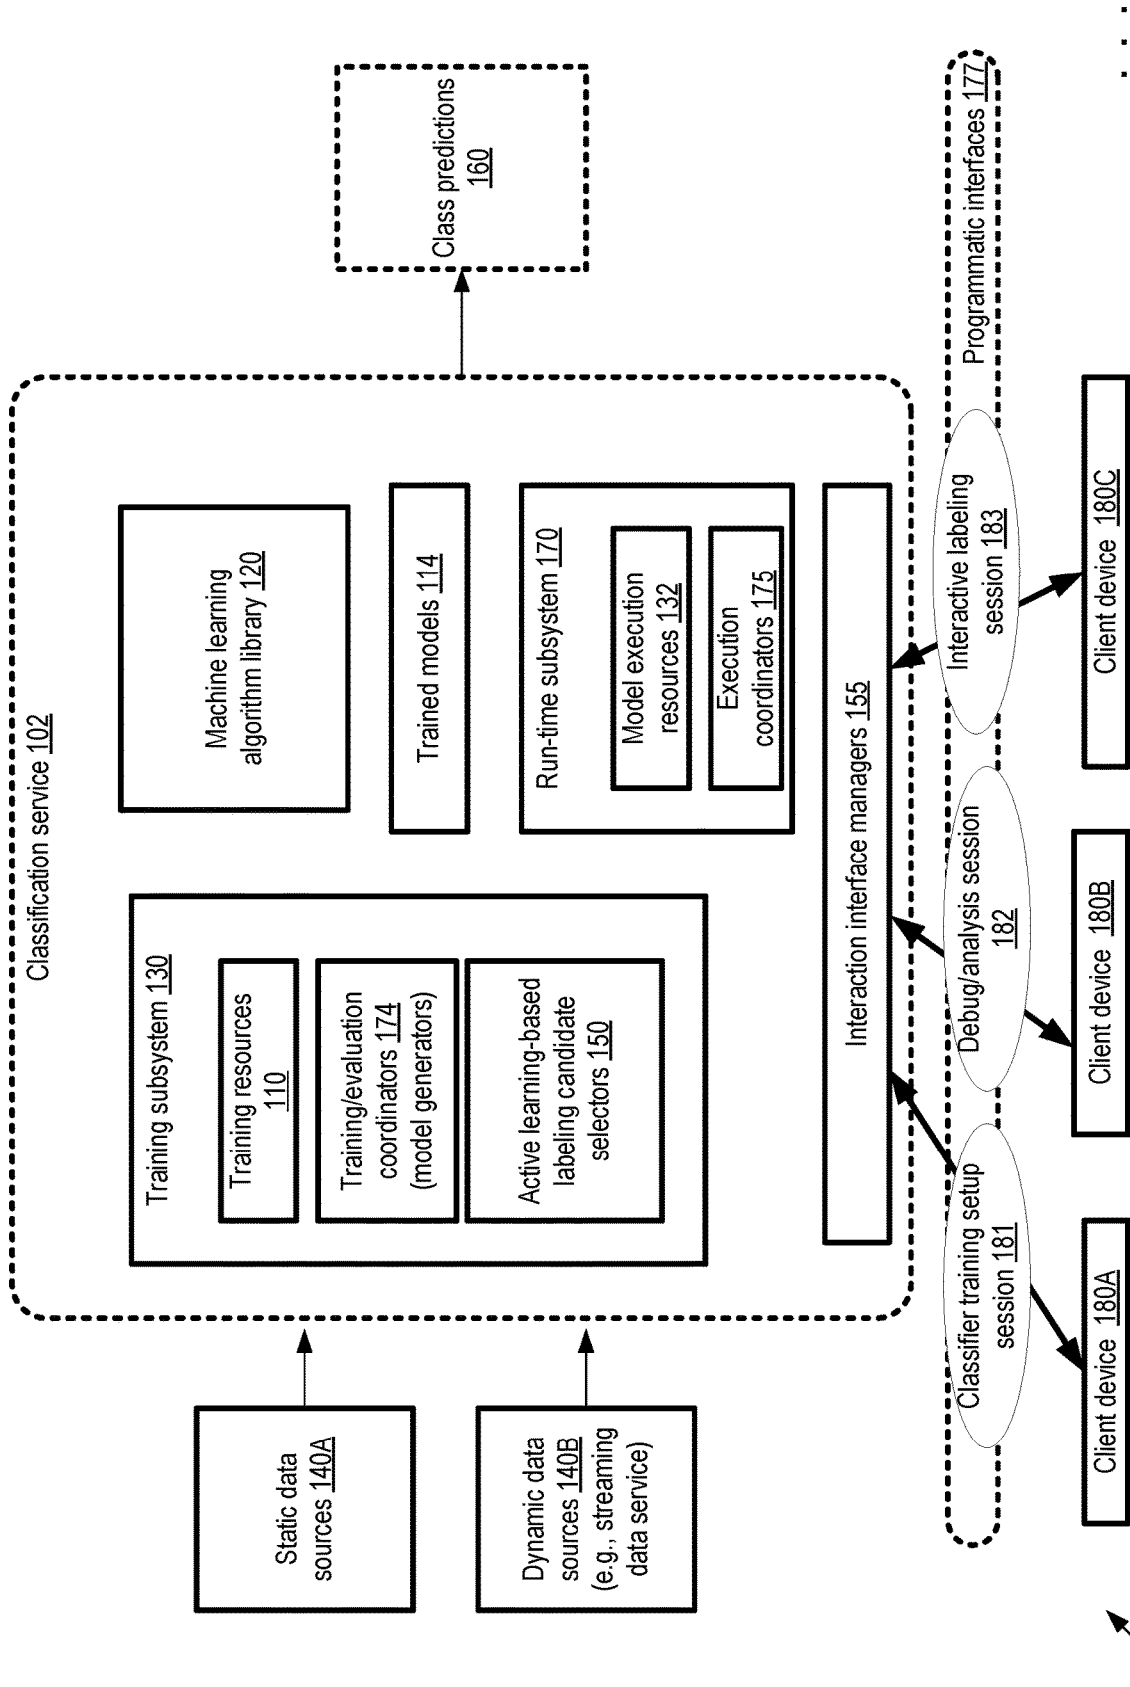 Classification service 102
Static data
sources 140A
Dynamic data
sources 140B
(e.g., streaming
data service)
Training subsystem 130
Training resources
110
Training/evaluation
coordinators 174
(model generators)
Active learning-based
labeling candidate
selectors 150
Machine learning
algorithm library 120
Trained models 114
Run-time subsystem 170
Model execution
resources 132
Execution
coordinators 175
Interaction interface managers 155
Class predictions
160
Classifier training setup
session 181
Debug/analysis session
182
Interactive labeling
session 183
Programmatic interfaces 177
Client device 180A
Client device 180B
Client device 180C